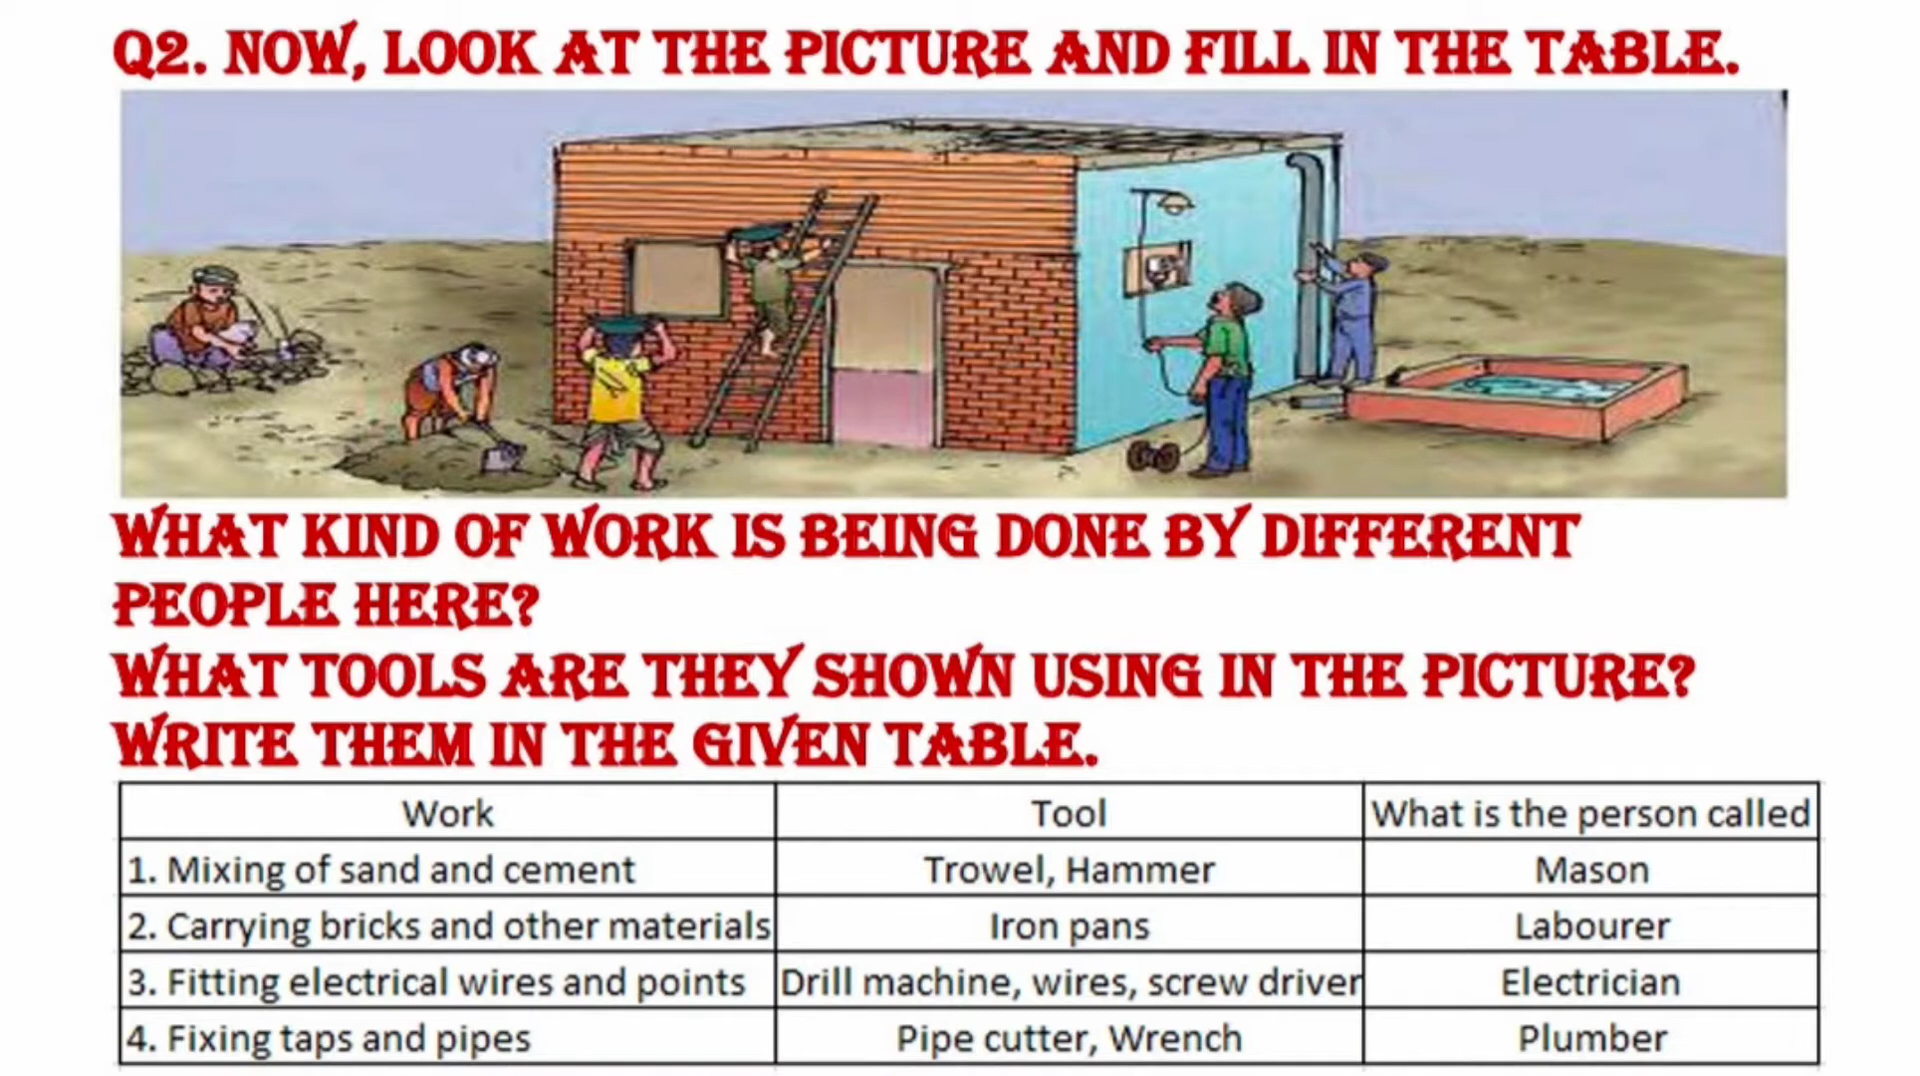 Q2. NOW, LOOK AT THE PICTURE AND FILL IN THE TABLE.
WHAT KIND OF WORK IS BEING DONE BY DIFFERENT
PEOPLE HERE?
WHAT TOOLS ARE THEY SHOWN USING IN THE PICTURE?
WRITE THEM IN THE GIVEN TABLE.
Work Tool What is the person called
1. Mixing of sand and cement Trowel, Hammer Mason
2. Carrying bricks and other materials Iron pans Labourer
3. Fitting electrical wires and points Drill machine, wires, screw driver Electrician
4. Fixing taps and pipes Pipe cutter, Wrench Plumber